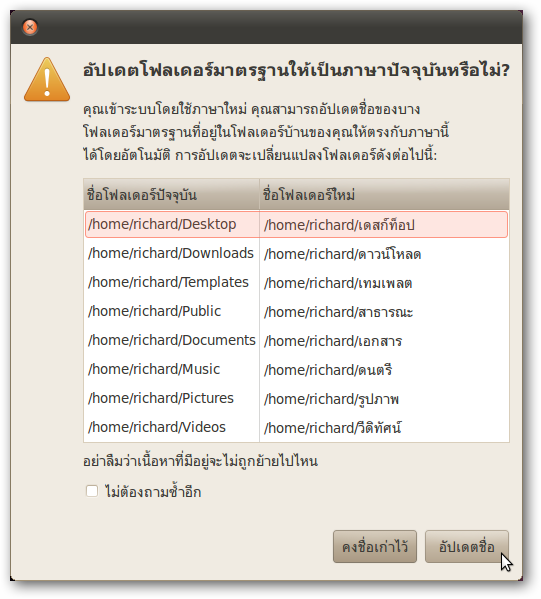 อัปเดตโฟลเดอร์มาตรฐานให้เป็นภาษาปัจจุบันหรือไม่?
คุณเข้าระบบโดยใช้ภาษาใหม่ คุณสามารถอัปเดตชื่อของบาง
โฟลเดอร์มาตรฐานที่อยู่ในโฟลเดอร์บ้านของคุณให้ตรงกับภาษานี้
ได้โดยอัตโนมัติ การอัปเดตจะเปลี่ยนแปลงโฟลเดอร์ดังต่อไปนี้:
ชื่อโฟลเดอร์ปัจจุบัน ชื่อโฟลเดอร์ใหม่
/home/richard/Desktop /home/richard/เดสก์ท็อป
/home/richard/Downloads /home/richard/ดาวน์โหลด
/home/richard/Templates /home/richard/เทมเพลต
/home/richard/Public /home/richard/สาธารณะ
/home/richard/Documents /home/richard/เอกสาร
/home/richard/Music /home/richard/ดนตรี
/home/richard/Pictures /home/richard/รูปภาพ
/home/richard/Videos /home/richard/วีดิทัศน์
อย่าลืมว่าเนื้อหาที่มีอยู่จะไม่ถูกย้ายไปไหน
ไม่ต้องถามซ้ำอีก
คงชื่อเก่าไว้ อัปเดตชื่อ